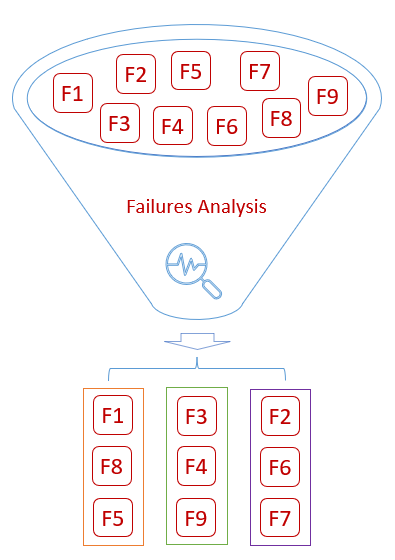 F1 F2 F5 F7 F9
F3 F4 F6 F8
Failures Analysis
F1 F3 F2
F8 F4 F6
F5 F9 F7